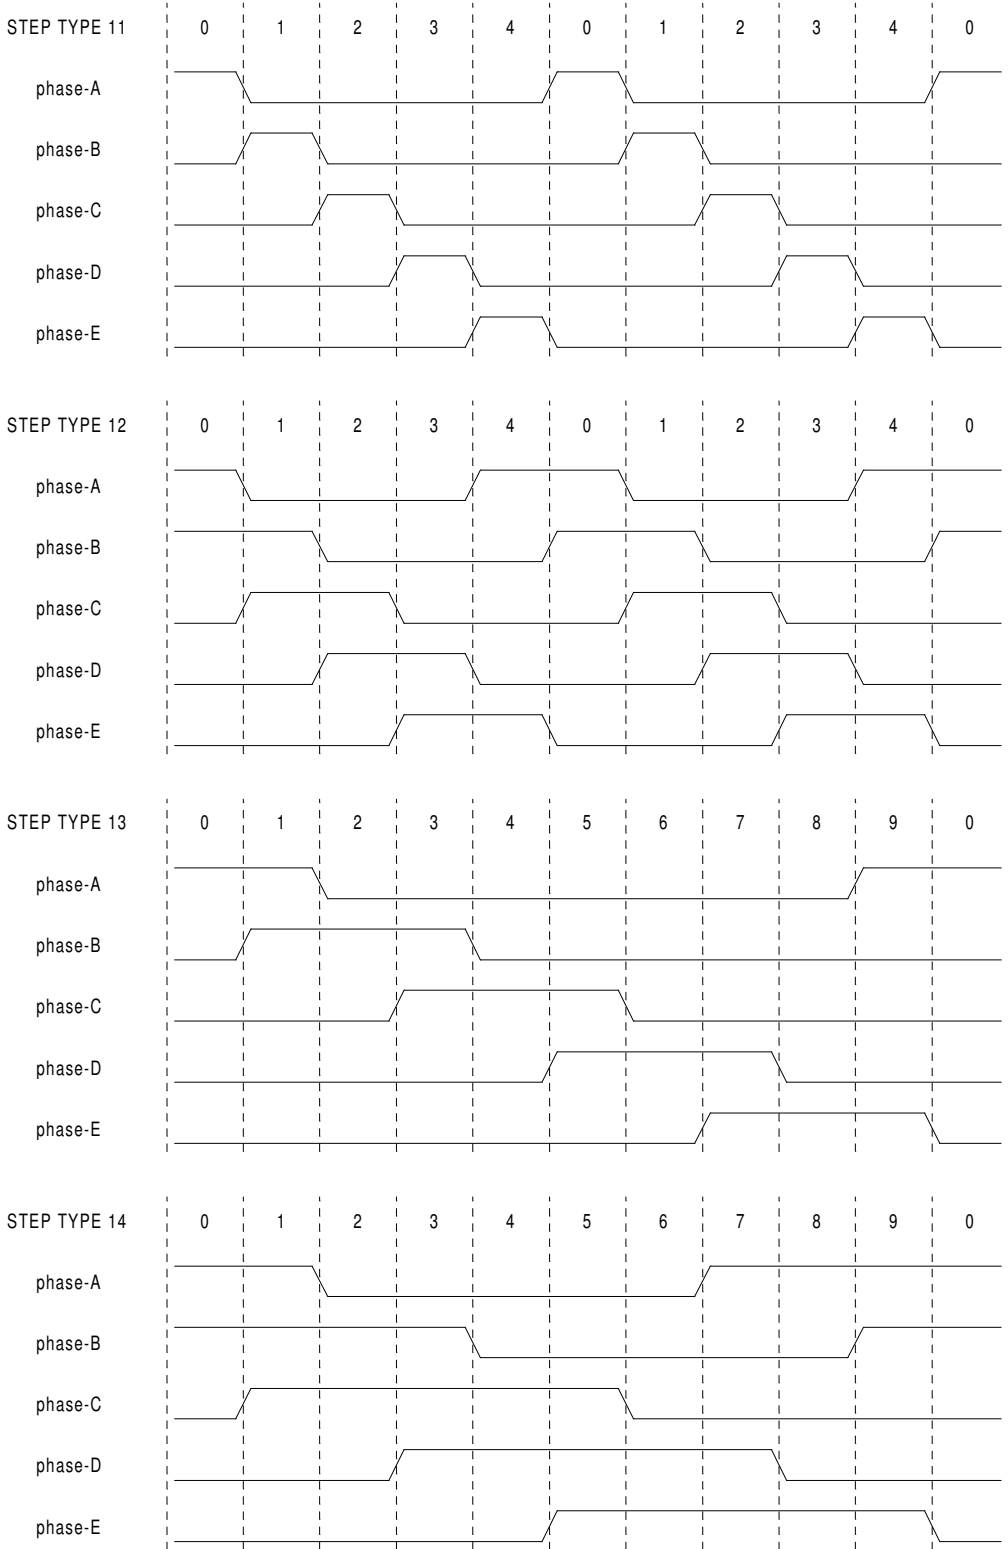 STEP TYPE 11 0 1 2 3 4 0 1 2 3 4 0
phase-A
phase-B
phase-C
phase-D
phase-E
STEP TYPE 12 0 1 2 3 4 0 1 2 3 4 0
phase-A
phase-B
phase-C
phase-D
phase-E
STEP TYPE 13 0 1 2 3 4 5 6 7 8 9 0
phase-A
phase-B
phase-C
phase-D
phase-E
STEP TYPE 14 0 1 2 3 4 5 6 7 8 9 0
phase-A
phase-B
phase-C
phase-D
phase-E